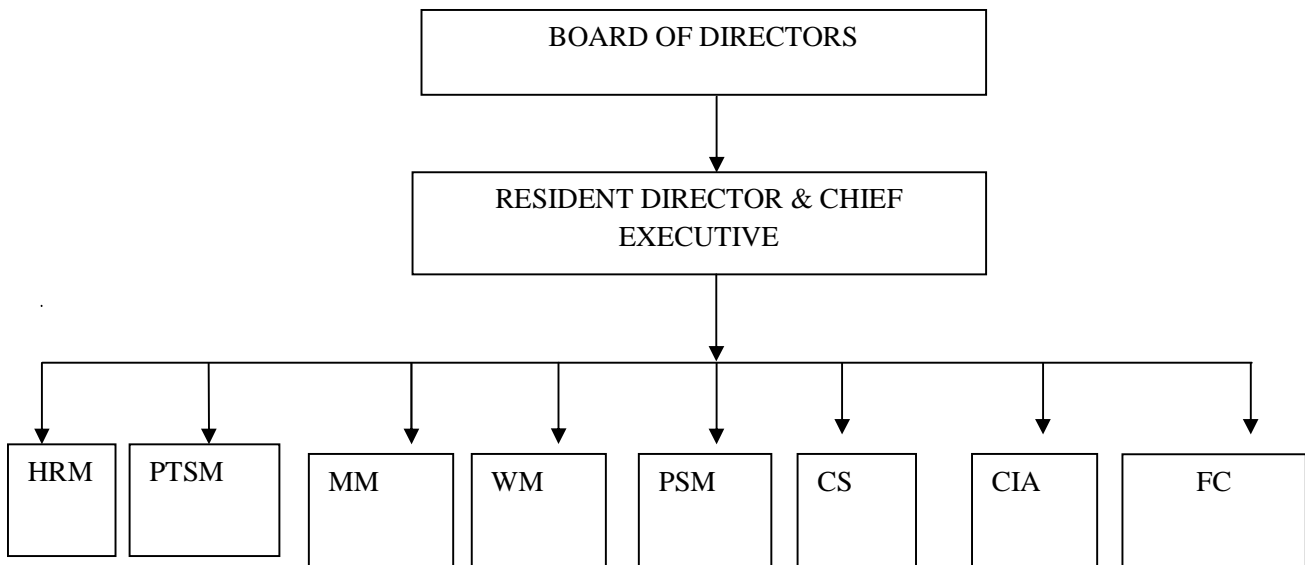 BOARD OF DIRECTORS
RESIDENT DIRECTOR & CHIEF
EXECUTIVE
HRM
PTSM
MM
WM
PSM
CS
CIA
FC